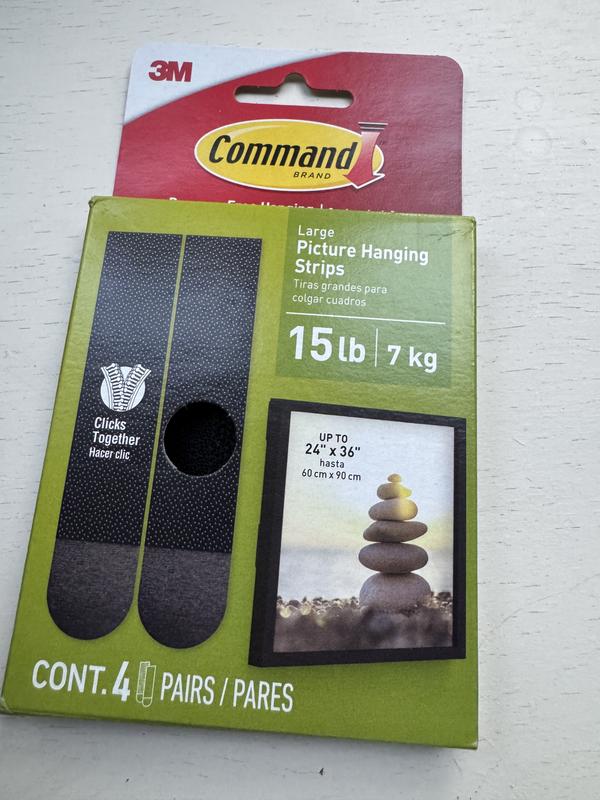 3M
Command
BRAND
Large
Picture Hanging
Strips
Tiras grandes para
colgar cuadros
15 lb | 7 kg
Clicks
Together
Hacer clic
UP TO
24" x 36"
hasta
60 cm x 90 cm
CONT. 4 PAIRS / PARES